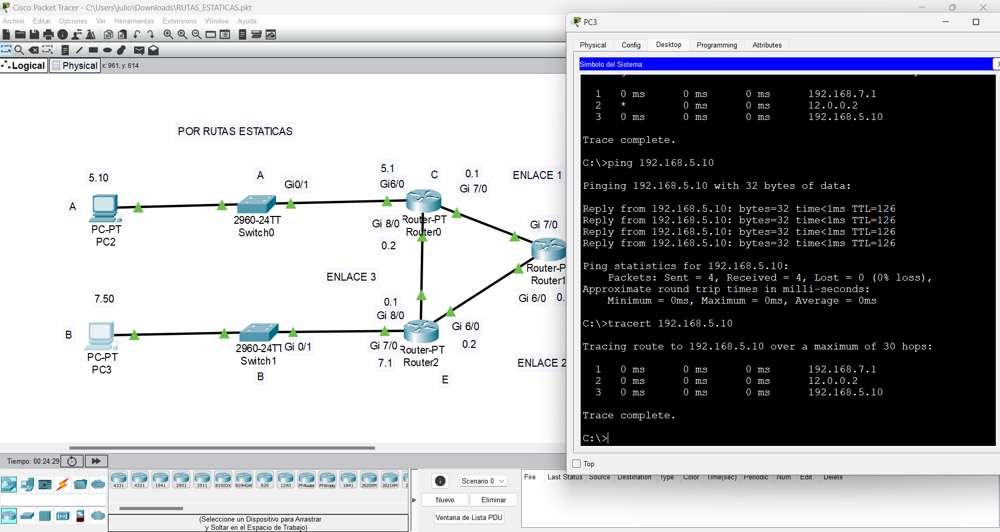 Cisco Packet Tracer - C:\Users\julio\Downloads\RUTAS_ESTATICAS.pkt
Archivo Editar Opciones Ver Herramientas Extensions Window Ayuda
Logical Physical x: 961, y: 614
POR RUTAS ESTATICAS
5.10
A
A
Gi0/1
5.1
Gi6/0
C
0.1
Gi 7/0
ENLACE 1
PC-PT
PC2
2960-24TT
Switch0
Gi 8/0
Router-PT
Router0
0.2
Gi 7/0
Router-P
Router1
ENLACE 3
Gi 6/0
0.
7.50
0.1
Gi 8/0
B
Gi 6/0
0.2
2960-24TT
Switch1
Gi 0/1
B
Gi 7/0
7.1
Router-PT
Router2
E
ENLACE 2
PC-PT
PC3
Tiempo: 00:24:29
4331 4321 1941 2901 2911 819IOX 819HGW 829 1240 PT-Router PT-Empty 1841 2620XM 2621XM 2
(Seleccione un Dispositivo para Arrastrar
y Soltar en el Espacio de Trabajo)
Scenario 0
Nuevo Eliminar
Ventana de Lista PDU
Fire Last Status Source Destination Type Color Time(sec) Periodic Num Edit Delete
PC3
Physical Config Desktop Programming Attributes
Símbolo del Sistema X
1 0 ms 0 ms 0 ms 192.168.7.1
2 * 0 ms 0 ms 12.0.0.2
3 0 ms 0 ms 0 ms 192.168.5.10
Trace complete.
C:\>ping 192.168.5.10
Pinging 192.168.5.10 with 32 bytes of data:
Reply from 192.168.5.10: bytes=32 time<1ms TTL=126
Reply from 192.168.5.10: bytes=32 time<1ms TTL=126
Reply from 192.168.5.10: bytes=32 time<1ms TTL=126
Reply from 192.168.5.10: bytes=32 time<1ms TTL=126
Ping statistics for 192.168.5.10:
Packets: Sent = 4, Received = 4, Lost = 0 (0% loss),
Approximate round trip times in milli-seconds:
Minimum = 0ms, Maximum = 0ms, Average = 0ms
C:\>tracert 192.168.5.10
Tracing route to 192.168.5.10 over a maximum of 30 hops:
1 0 ms 0 ms 0 ms 192.168.7.1
2 0 ms 0 ms 0 ms 12.0.0.2
3 0 ms 0 ms 0 ms 192.168.5.10
Trace complete.
C:\>
Top